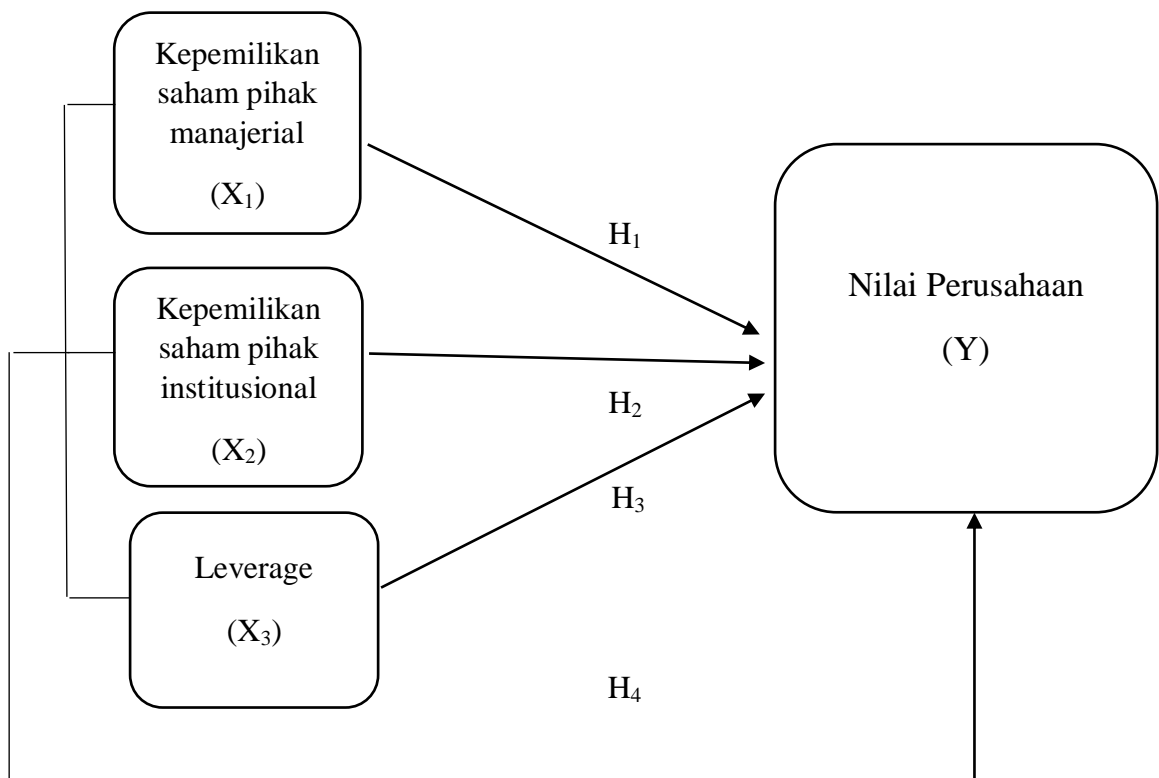 Kepemilikan
saham pihak
manajerial
(X₁)
Kepemilikan
saham pihak
institusional
(X₂)
Leverage
(X₃)
H₁
H₂
H₃
H₄
Nilai Perusahaan
(Y)